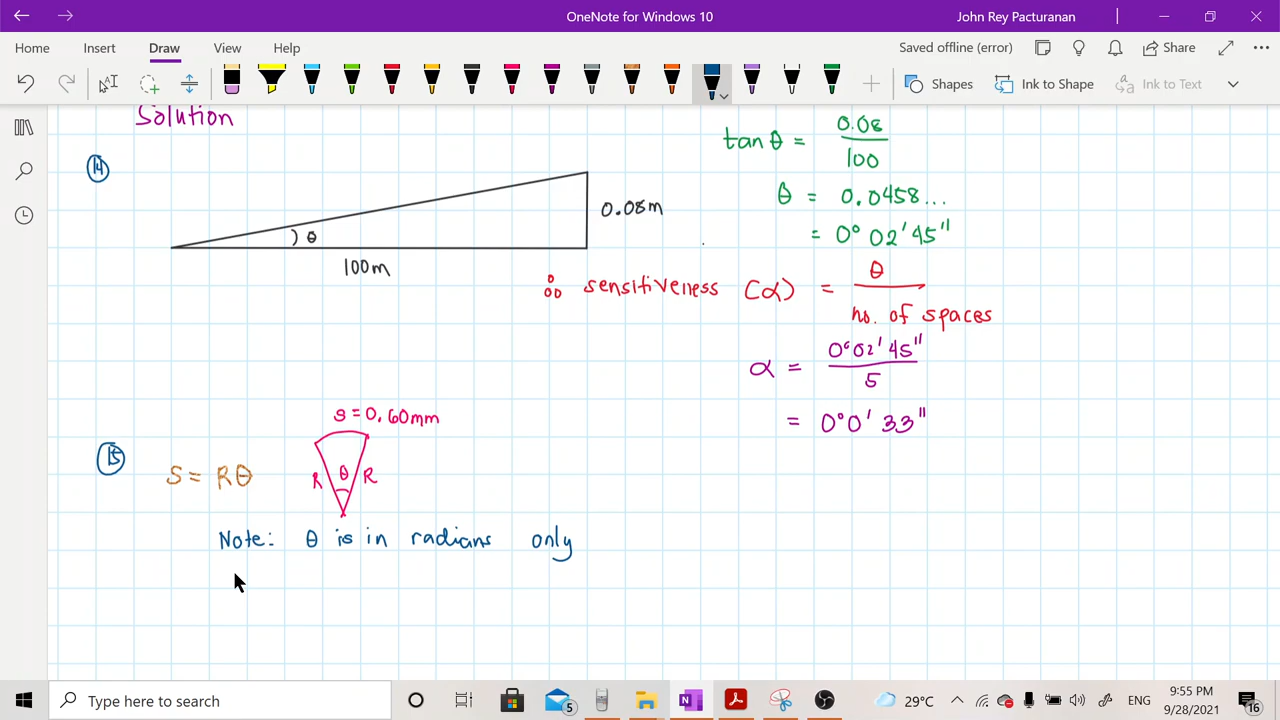 OneNote for Windows 10
John Rey Pacturanan
Home Insert Draw View Help
Saved offline (error)
Share
Shapes
Ink to Shape
Ink to Text
Solution
14
θ
0.08m
100m
tan θ = 0.08 / 100
θ = 0.0458...
= 0° 02' 45"
∴ sensitiveness (α) = θ / no. of spaces
α = 0°02' 45" / 5
= 0°0' 33"
15
S = Rθ
s = 0.60mm
R θ R
Note: θ is in radians only
Type here to search
5
29°C
ENG
9:55 PM
9/28/2021
16